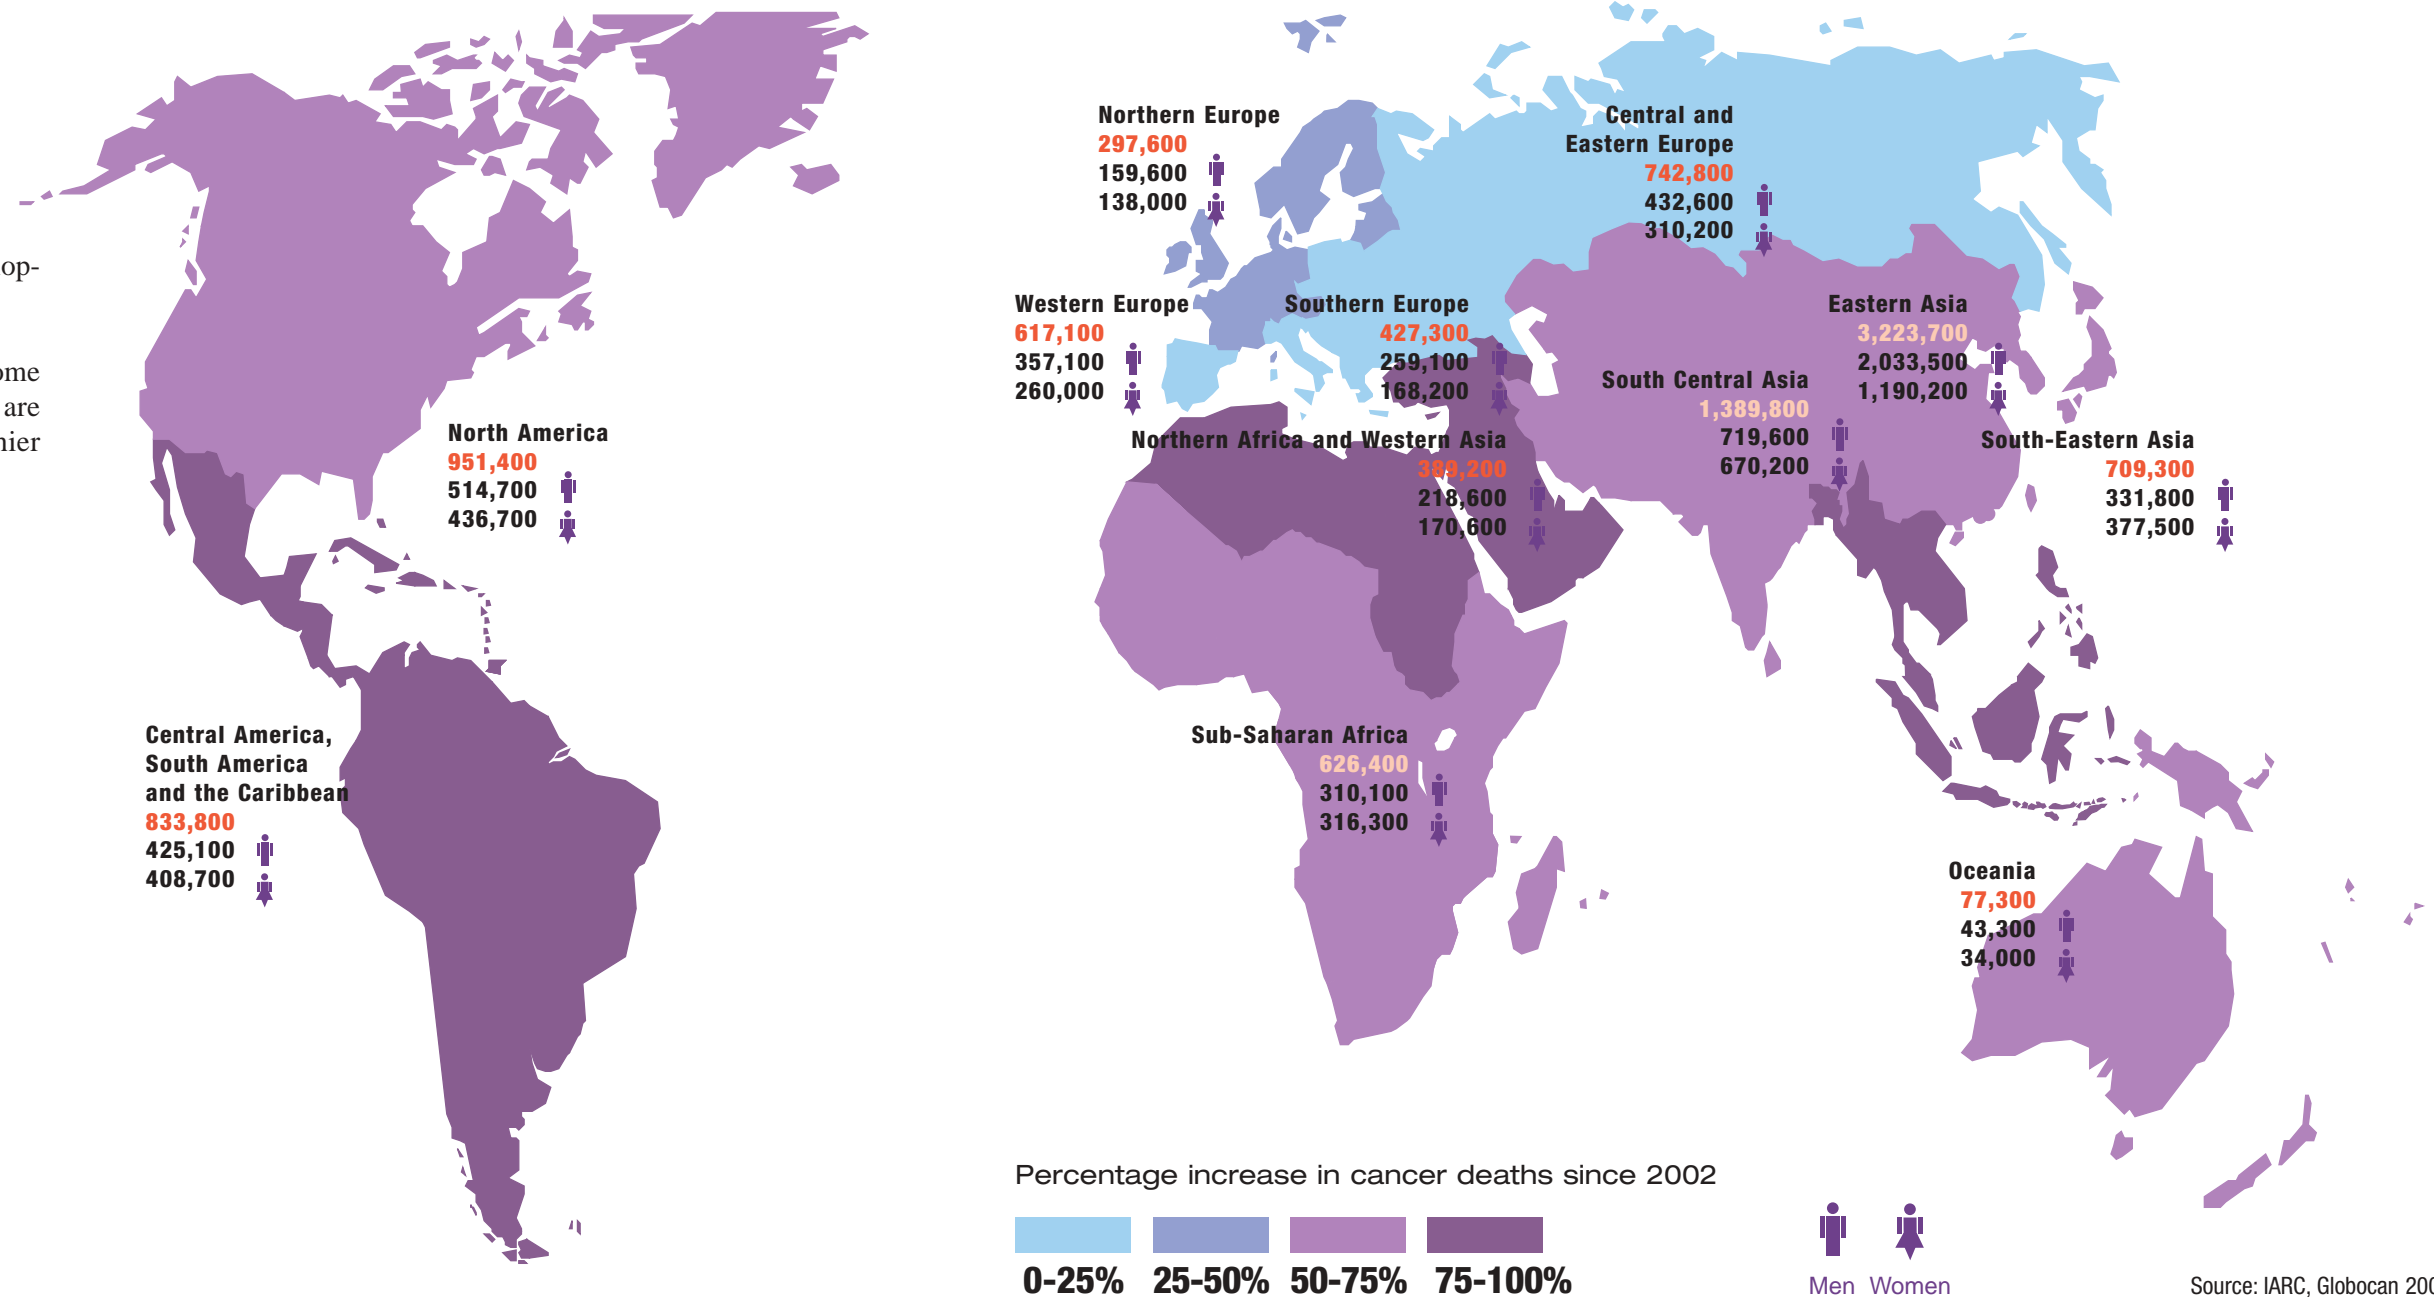 op-
ome
are
nier
Northern Europe
297,600
159,600
138,000
Central and
Eastern Europe
742,800
432,600
310,200
Western Europe
617,100
357,100
260,000
Southern Europe
427,300
259,100
168,200
Eastern Asia
3,223,700
2,033,500
1,190,200
South Central Asia
1,389,800
719,600
670,200
North America
951,400
514,700
436,700
Northern Africa and Western Asia
389,200
218,600
170,600
South-Eastern Asia
709,300
331,800
377,500
Central America,
South America
and the Caribbean
833,800
425,100
408,700
Sub-Saharan Africa
626,400
310,100
316,300
Oceania
77,300
43,300
34,000
Percentage increase in cancer deaths since 2002
0-25% 25-50% 50-75% 75-100%
Men Women
Source: IARC, Globocan 200